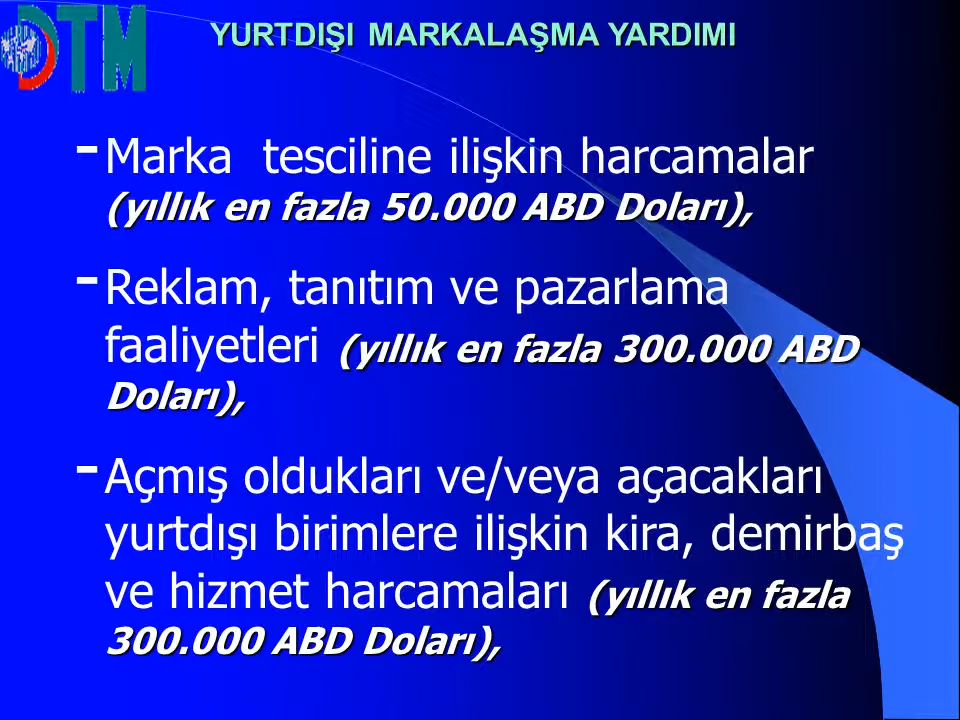 DTM
YURTDIŞI MARKALAŞMA YARDIMI
- Marka tesciline ilişkin harcamalar
(yıllık en fazla 50.000 ABD Doları),
- Reklam, tanıtım ve pazarlama
faaliyetleri (yıllık en fazla 300.000 ABD
Doları),
- Açmış oldukları ve/veya açacakları
yurtdışı birimlere ilişkin kira, demirbaş
ve hizmet harcamaları (yıllık en fazla
300.000 ABD Doları),